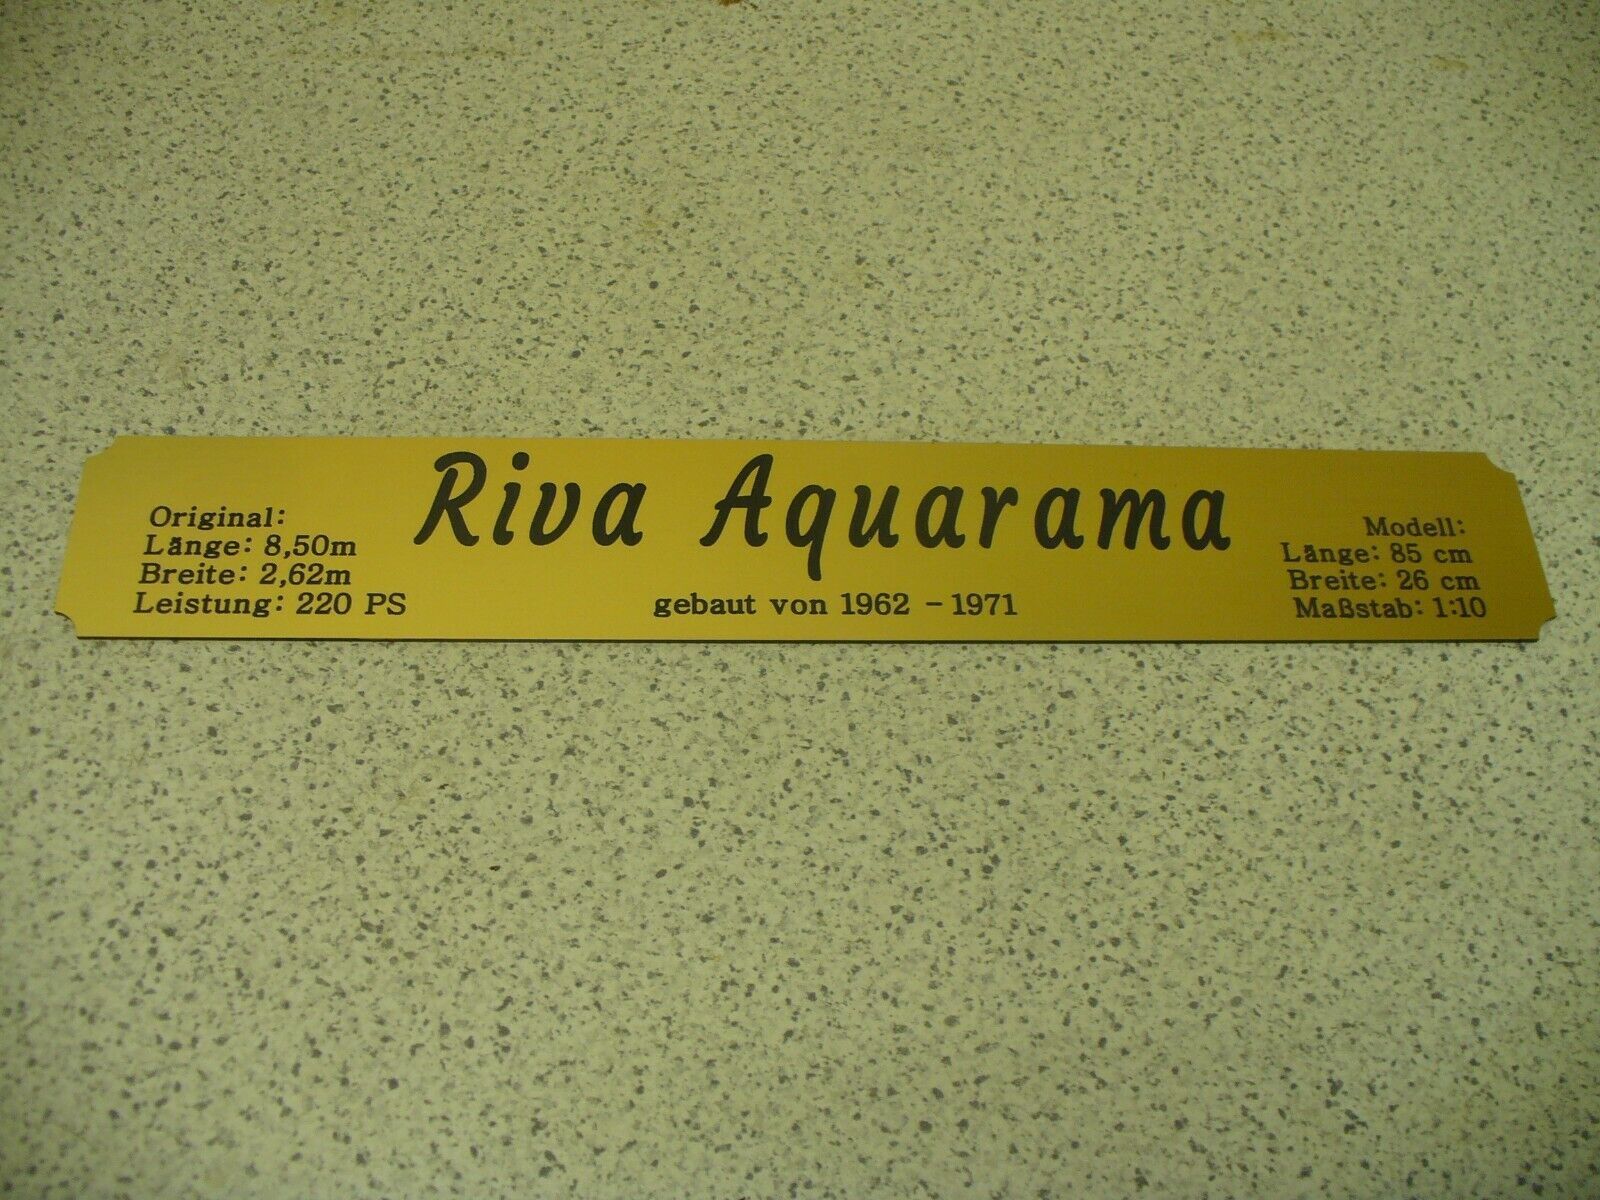 Riva Aquarama
Original:
Länge: 8,50m
Breite: 2,62m
Leistung: 220 PS
gebaut von 1962 - 1971
Modell:
Länge: 85 cm
Breite: 26 cm
Maßstab: 1:10